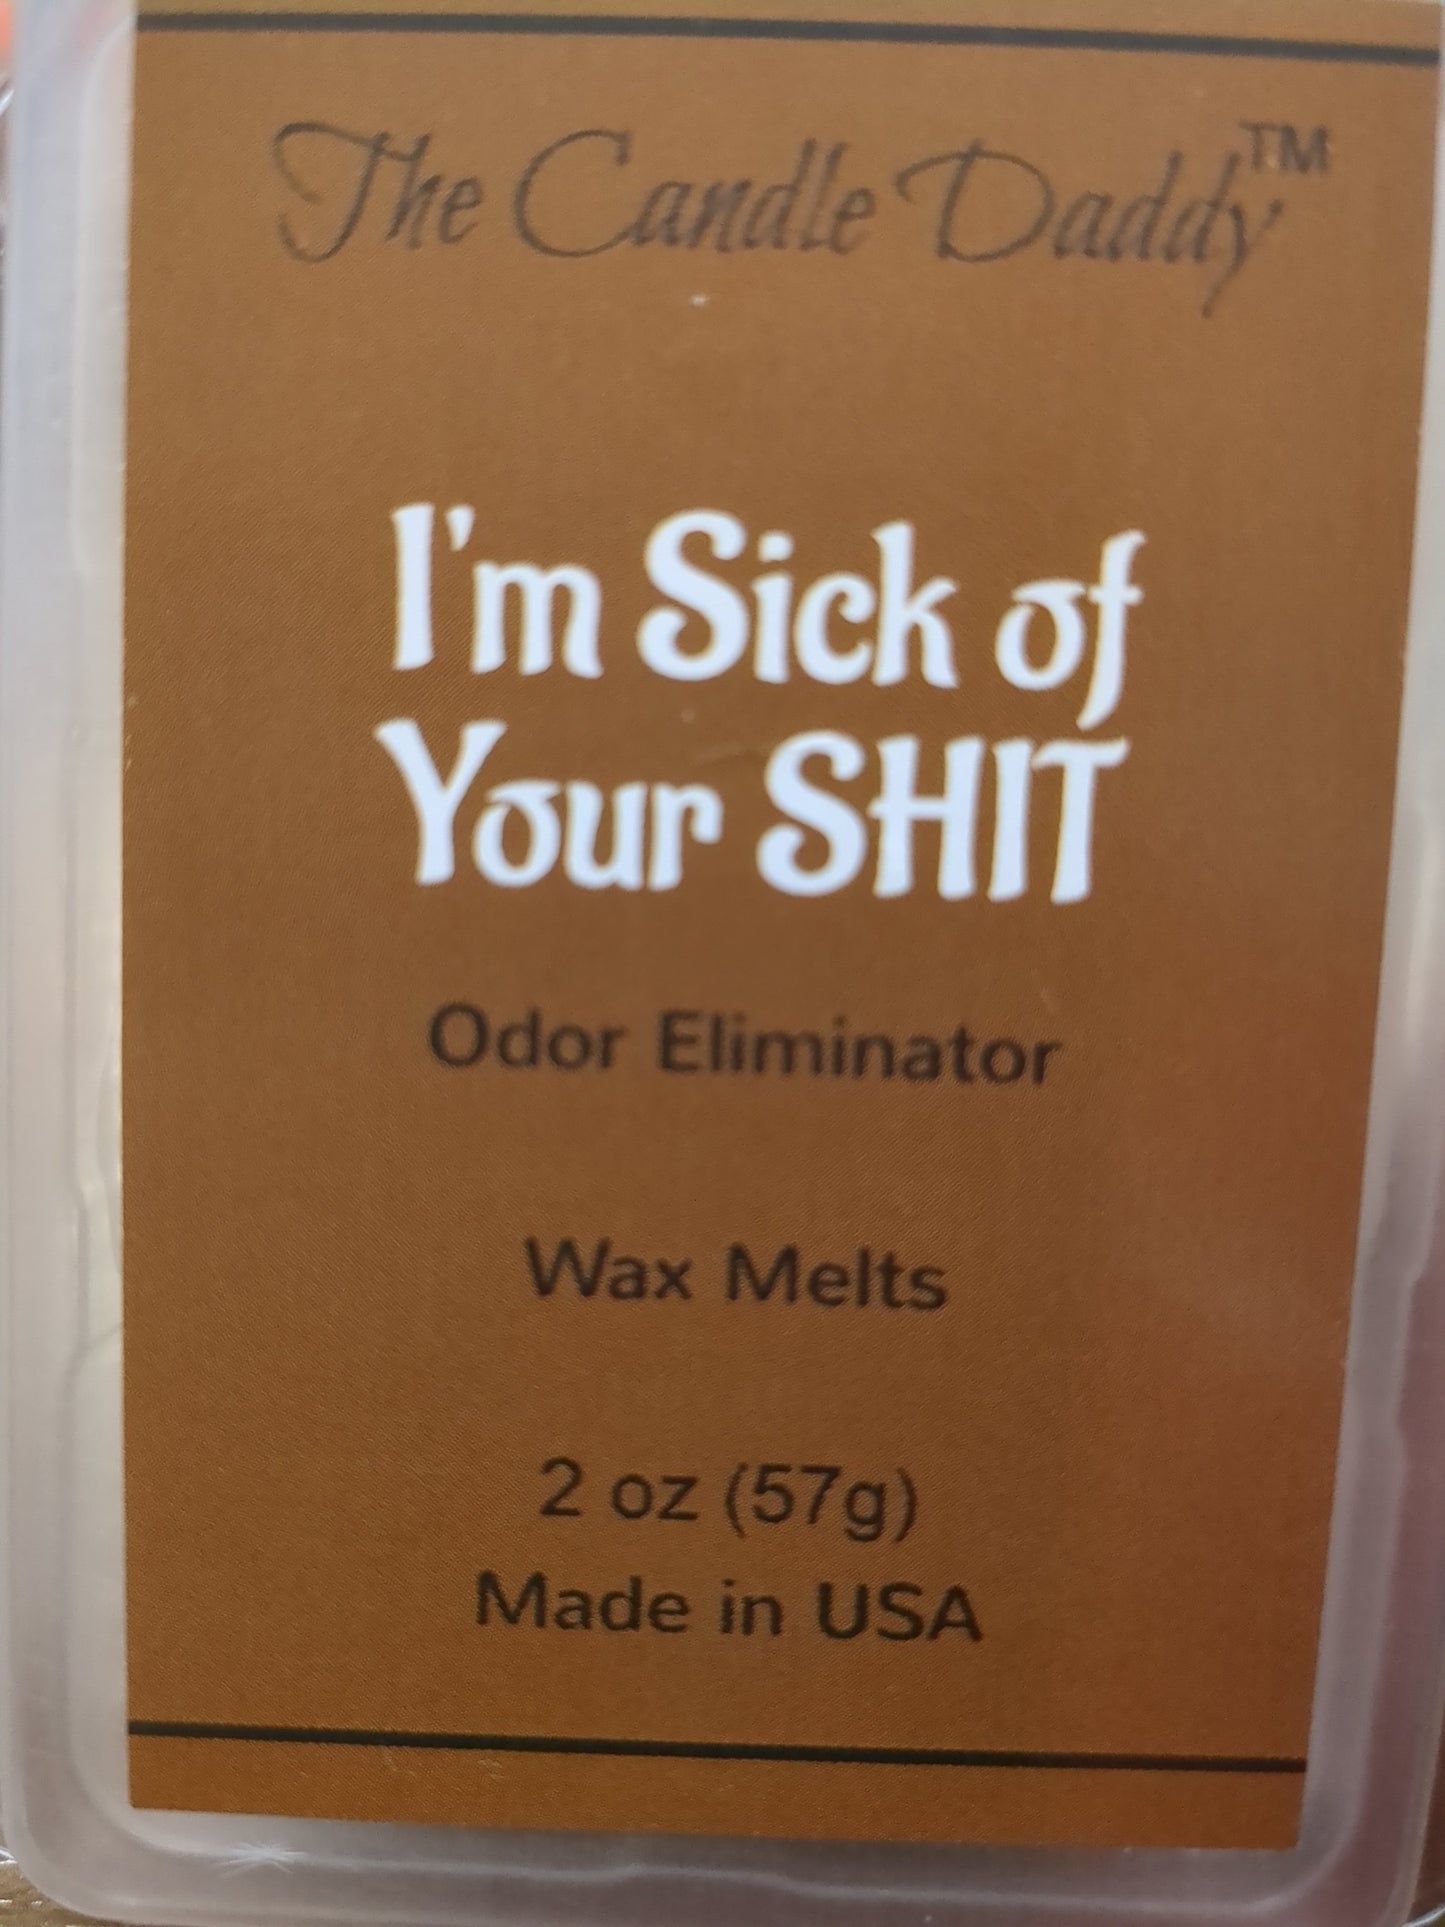 The Candle Daddy™
I'm Sick of
Your SHIT
Odor Eliminator
Wax Melts
2 oz (57g)
Made in USA